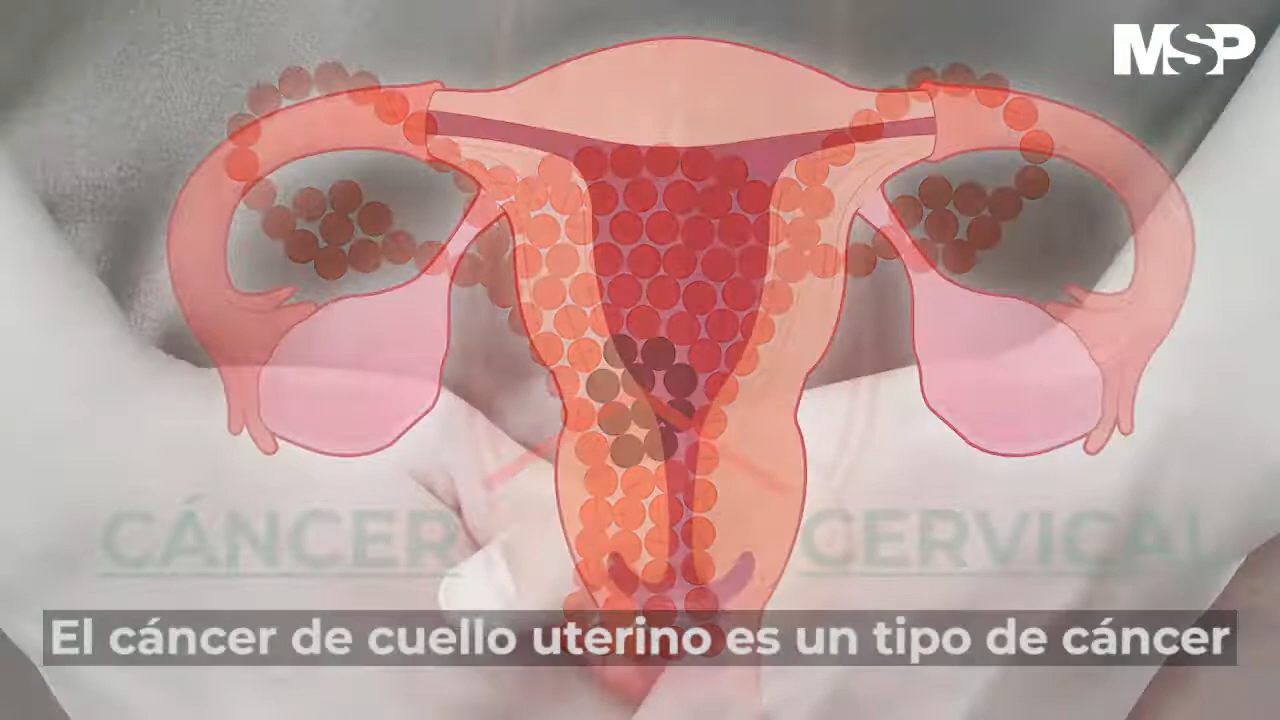 MSP
CÁNCER CERVICAL
El cáncer de cuello uterino es un tipo de cáncer